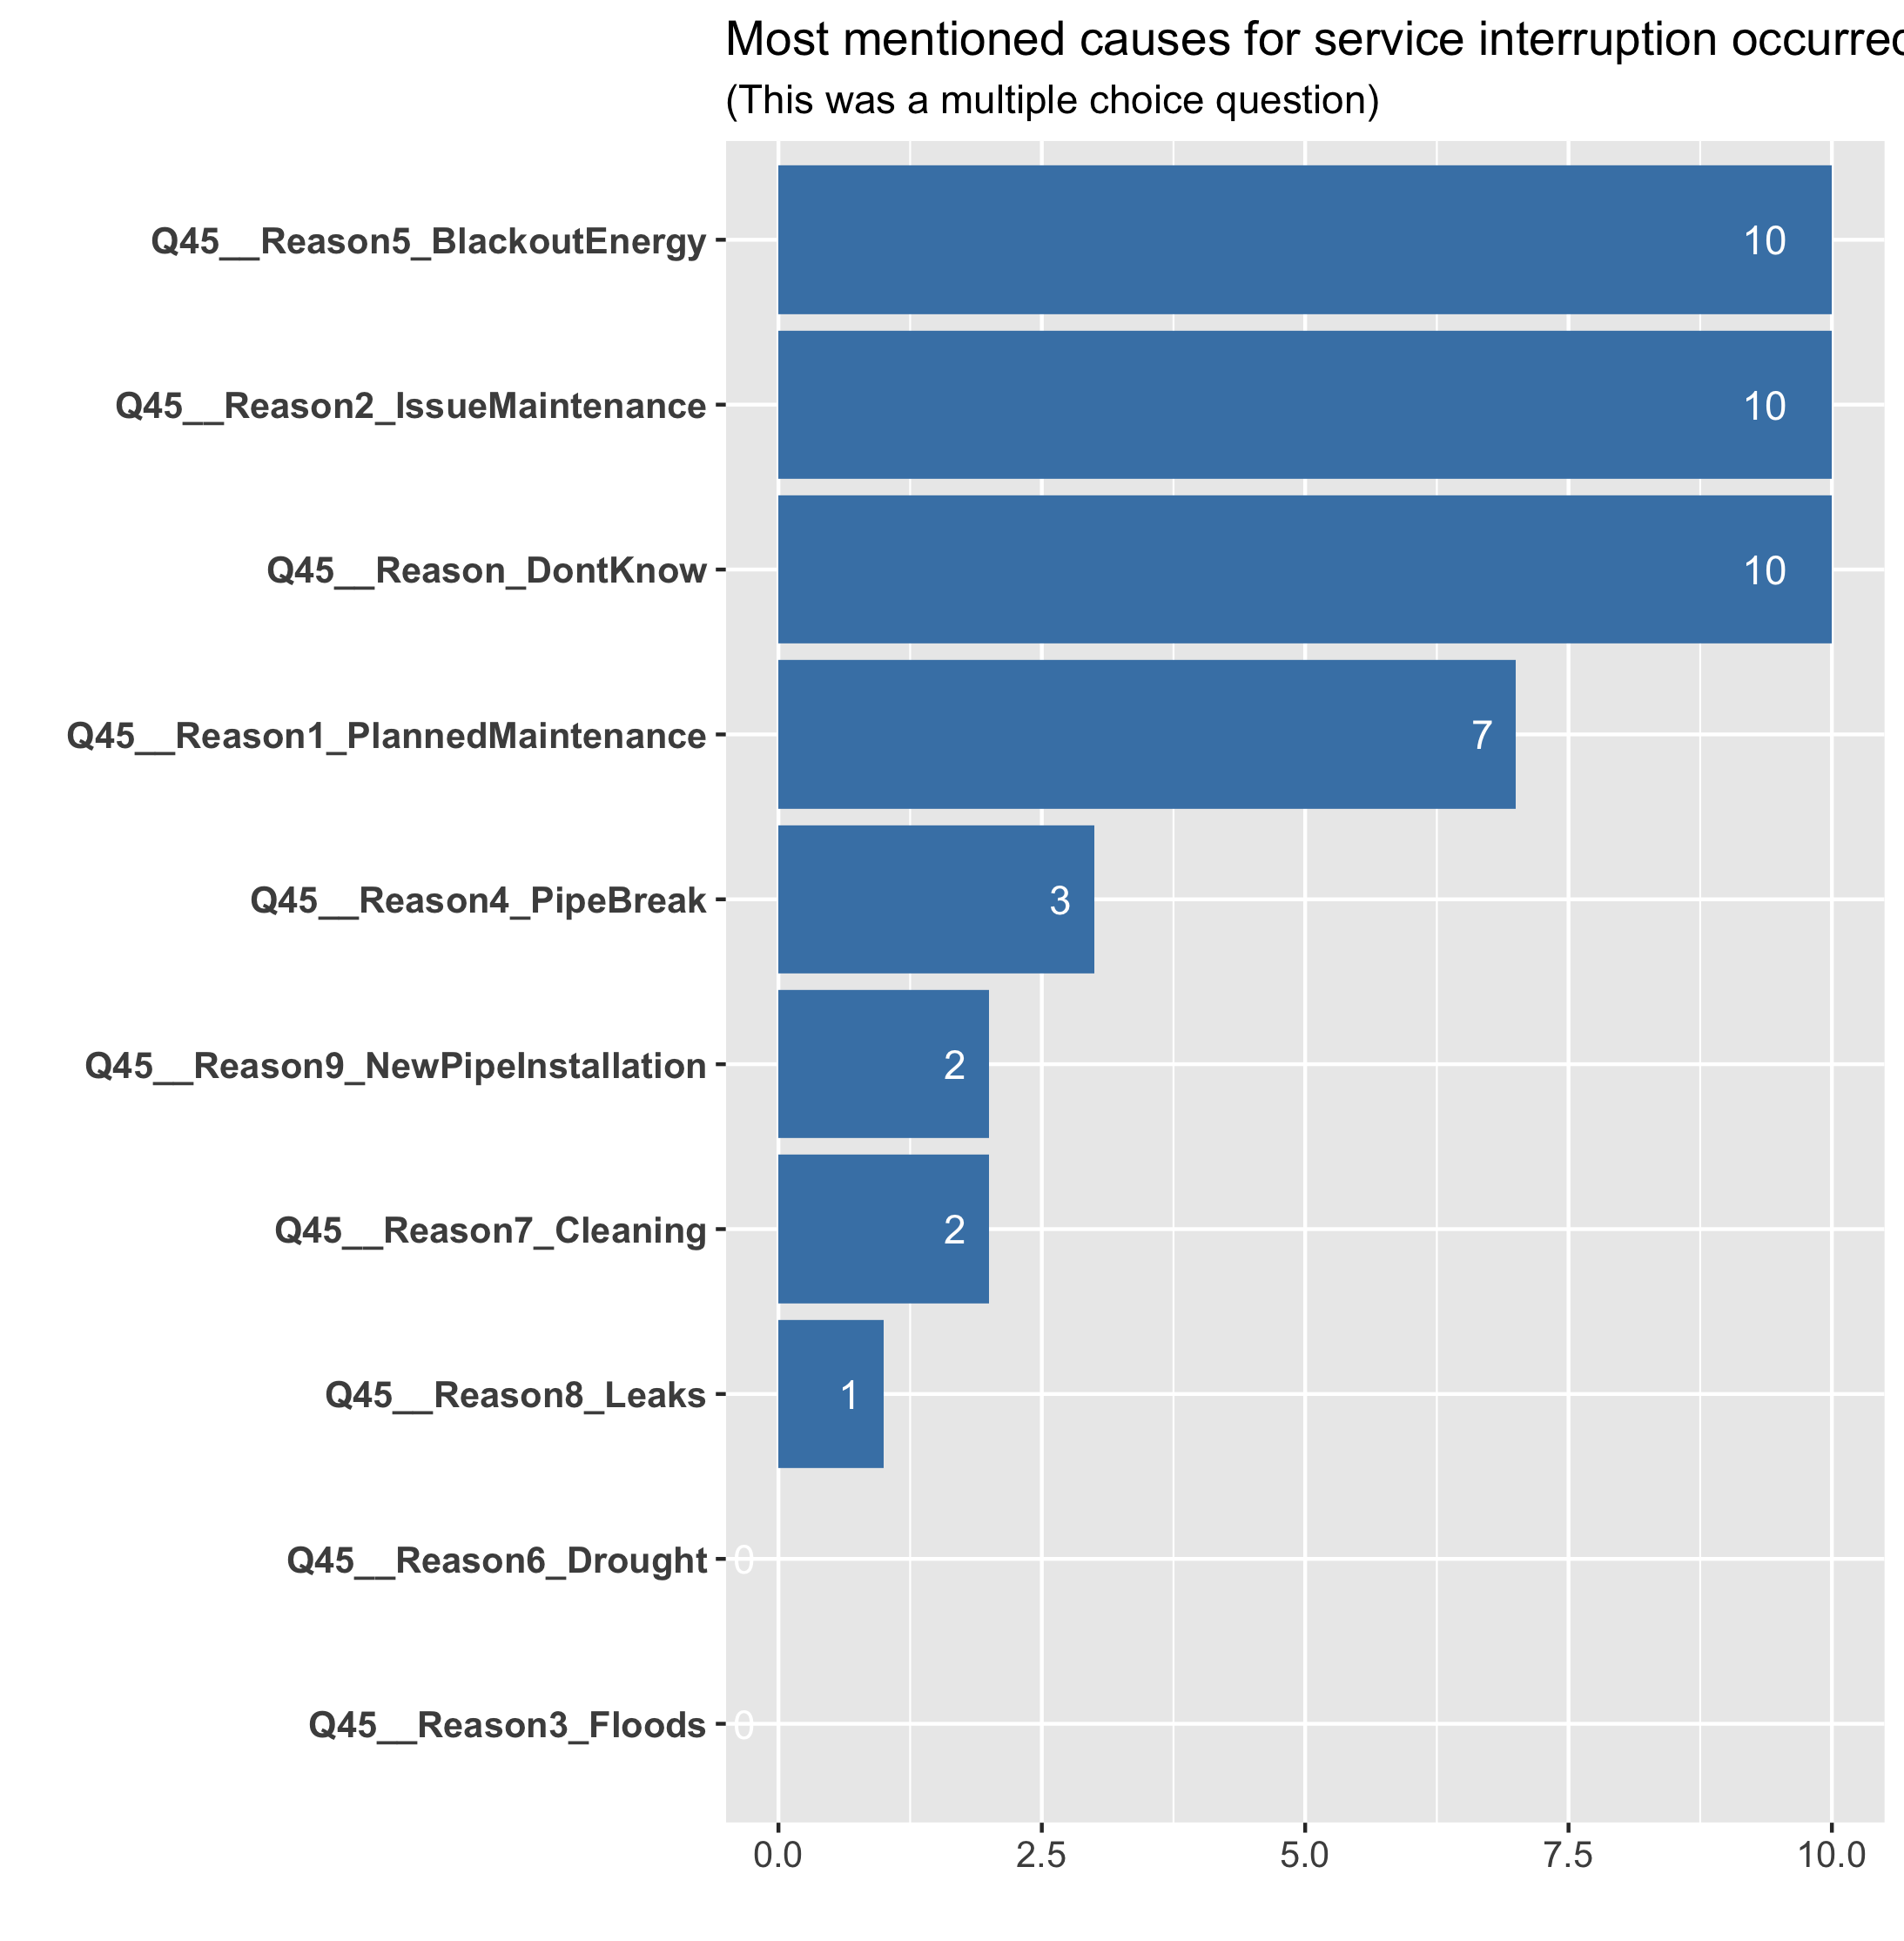 Most mentioned causes for service interruption occurred
(This was a multiple choice question)
Q45__Reason5_BlackoutEnergy 10
Q45__Reason2_IssueMaintenance 10
Q45__Reason_DontKnow 10
Q45__Reason1_PlannedMaintenance 7
Q45__Reason4_PipeBreak 3
Q45__Reason9_NewPipeInstallation 2
Q45__Reason7_Cleaning 2
Q45__Reason8_Leaks 1
Q45__Reason6_Drought 0
Q45__Reason3_Floods 0
0.0 2.5 5.0 7.5 10.0